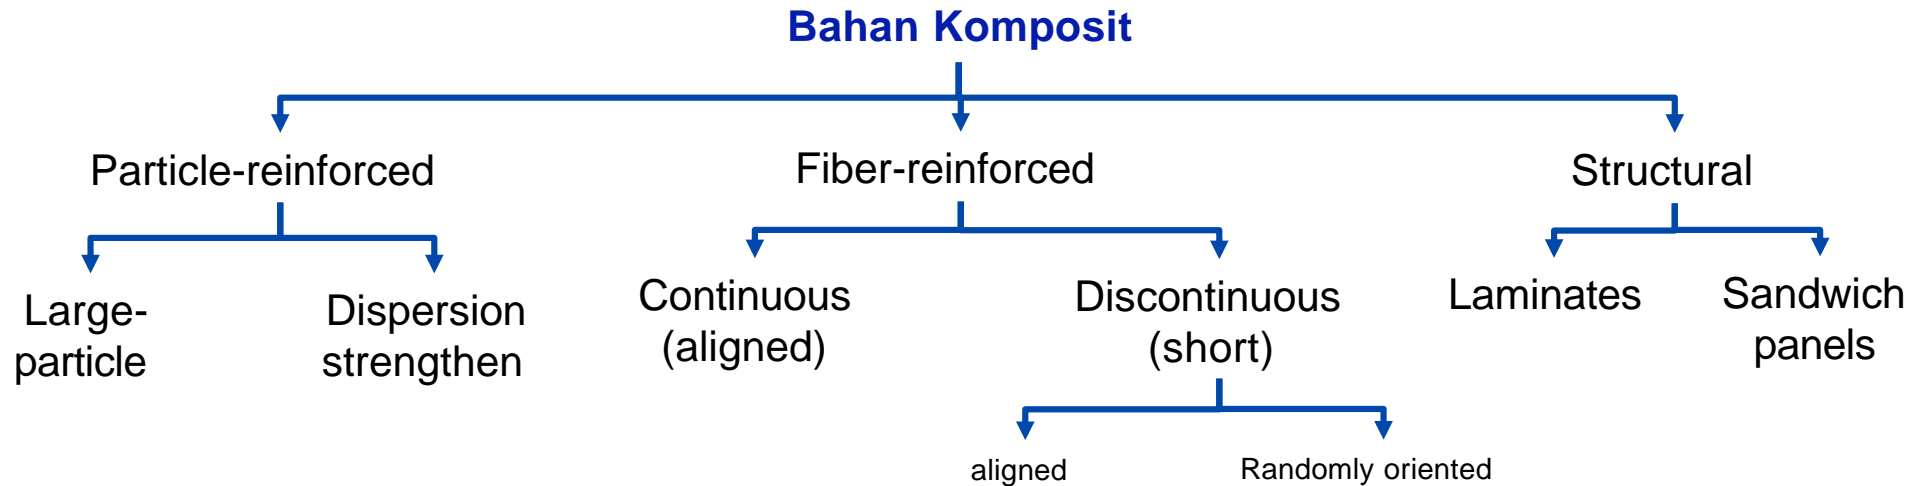 Bahan Komposit
Particle-reinforced
Fiber-reinforced
Structural
Large-
particle
Dispersion
strengthen
Continuous
(aligned)
Discontinuous
(short)
Laminates
Sandwich
panels
aligned
Randomly oriented